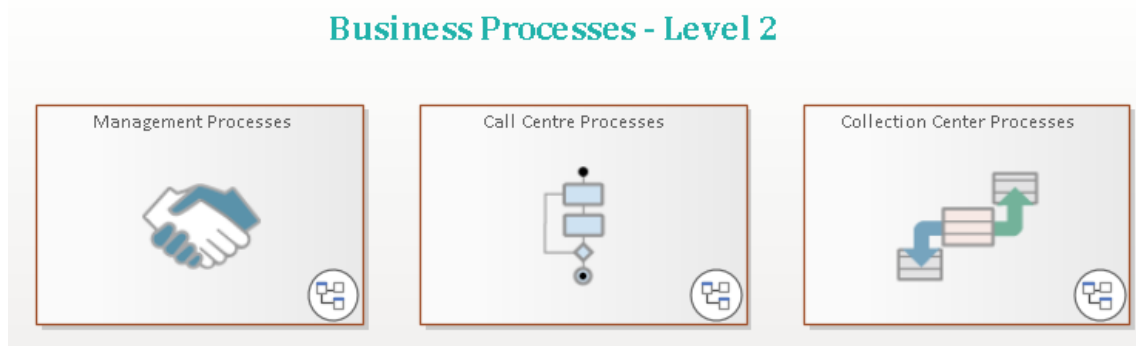 Business Processes - Level 2
Management Processes
Call Centre Processes
Collection Center Processes